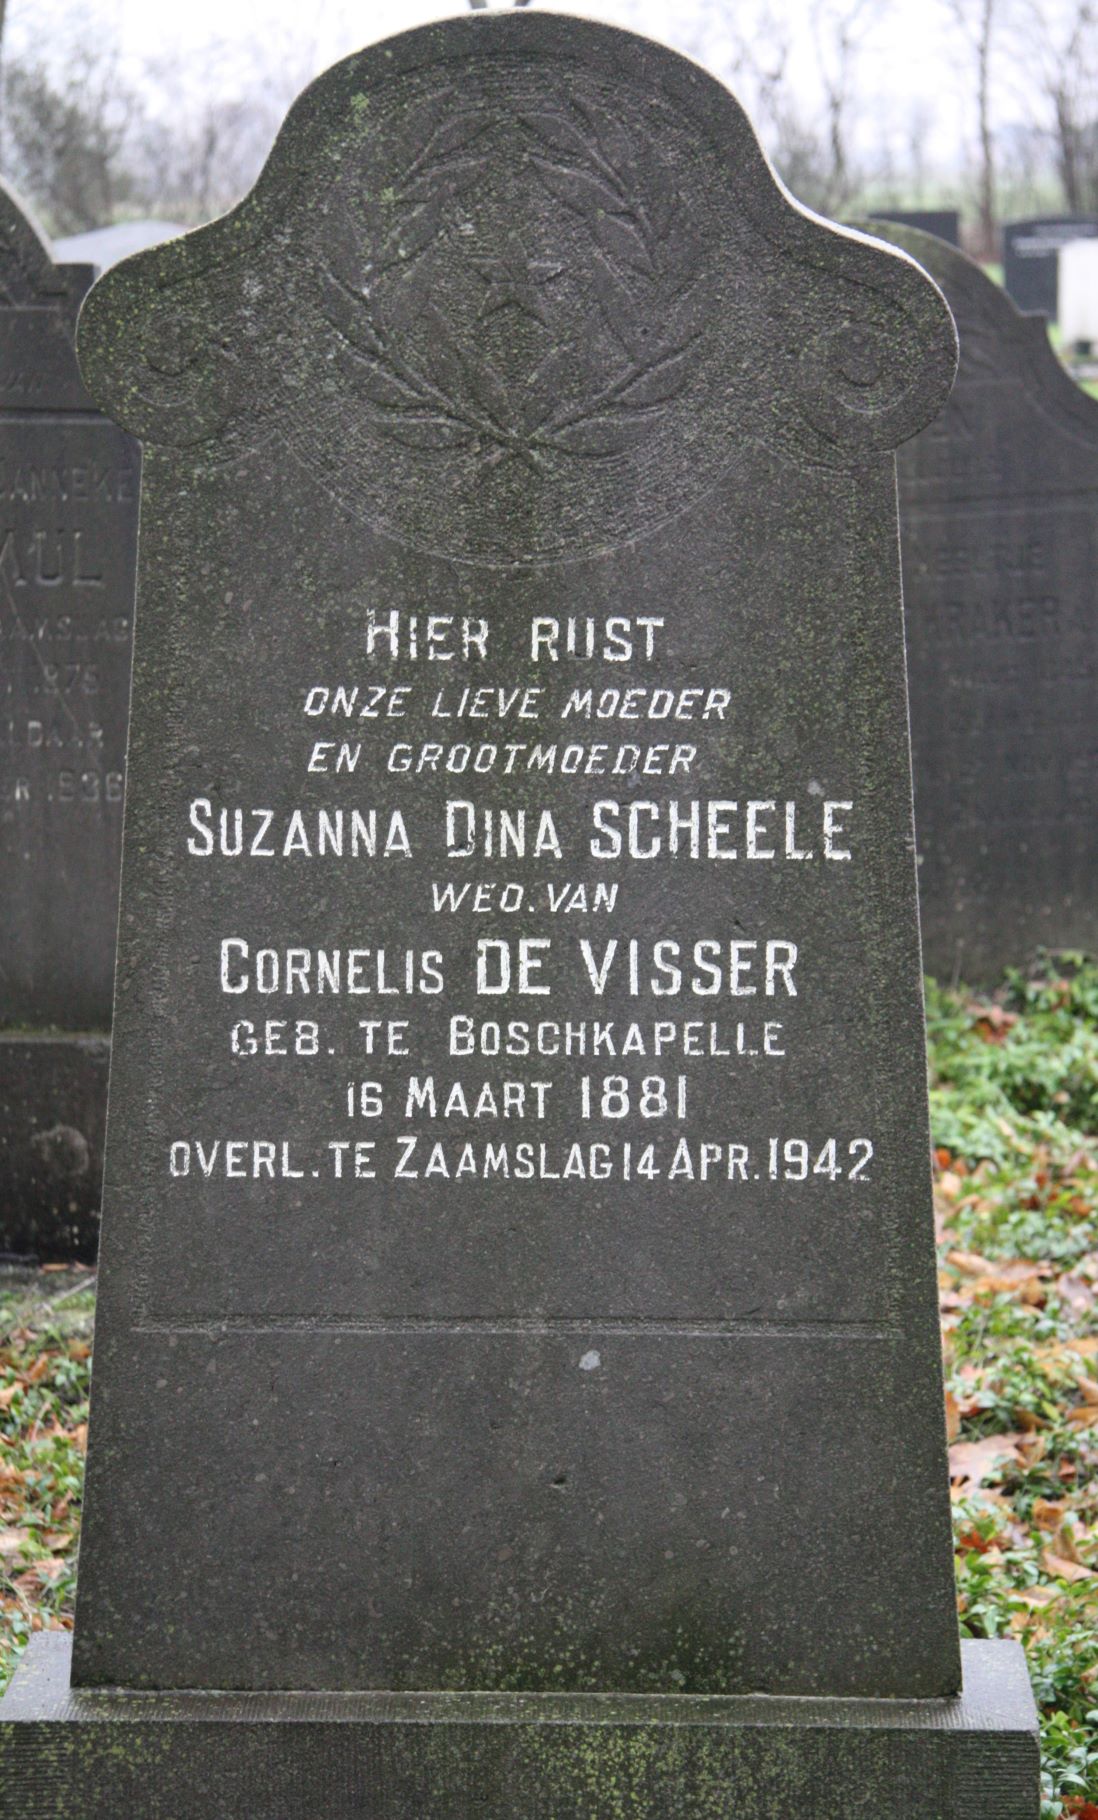 HIER RUST
ONZE LIEVE MOEDER
EN GROOTMOEDER
SUZANNA DINA SCHEELE
WED. VAN
CORNELIS DE VISSER
GEB. TE BOSCHKAPELLE
16 MAART 1881
OVERL. TE ZAAMSLAG 14 APR. 1942